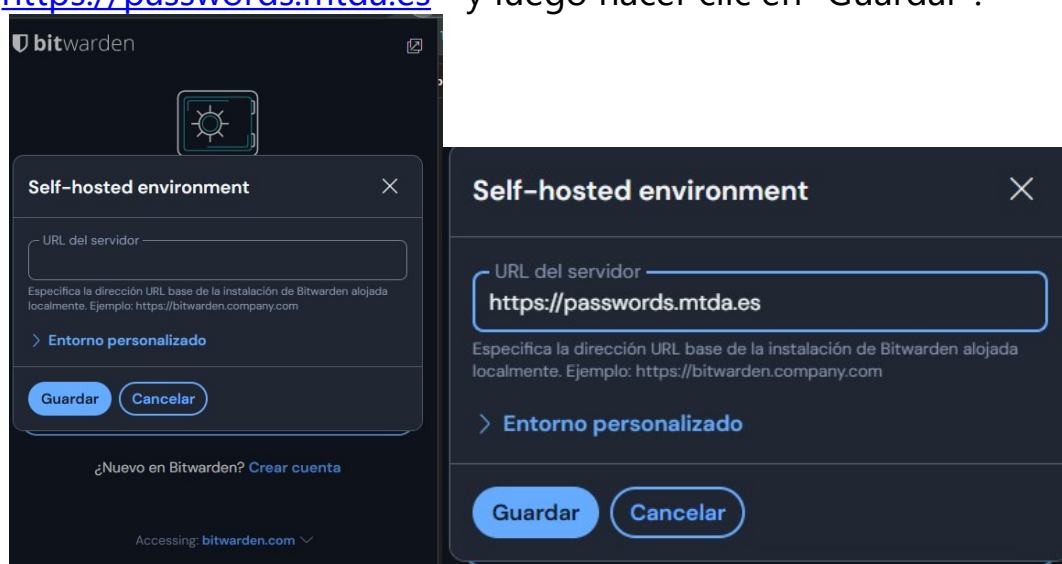 https://passwords.mtda.es" y luego hacer clic en "Guardar".
bitwarden
Self-hosted environment
URL del servidor
Especifica la dirección URL base de la instalación de Bitwarden alojada
localmente. Ejemplo: https://bitwarden.company.com
Entorno personalizado
Guardar
Cancelar
¿Nuevo en Bitwarden? Crear cuenta
Accessing: bitwarden.com
Self-hosted environment
URL del servidor
https://passwords.mtda.es
Especifica la dirección URL base de la instalación de Bitwarden alojada
localmente. Ejemplo: https://bitwarden.company.com
Entorno personalizado
Guardar
Cancelar